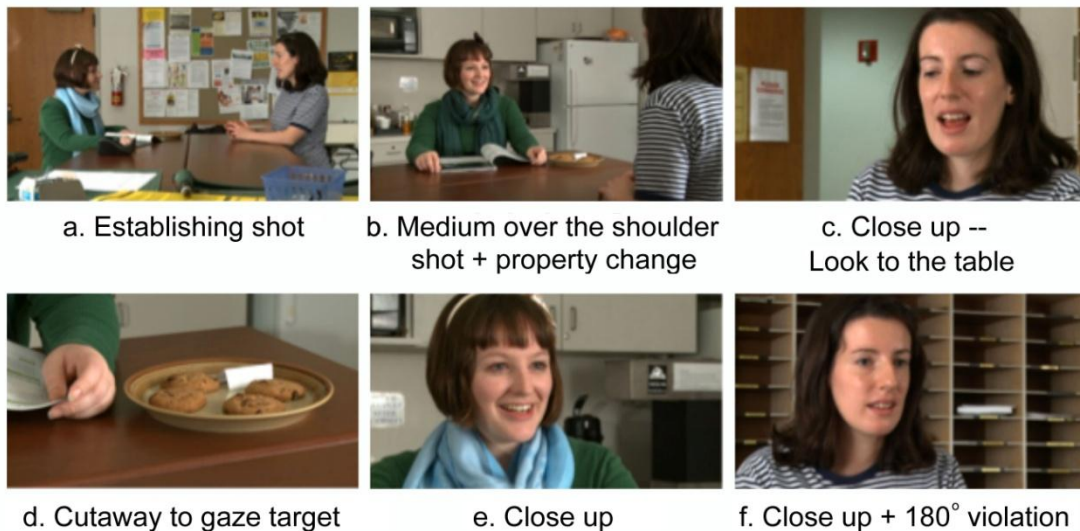 a. Establishing shot
b. Medium over the shoulder
shot + property change
c. Close up --
Look to the table
d. Cutaway to gaze target
e. Close up
f. Close up + 180° violation